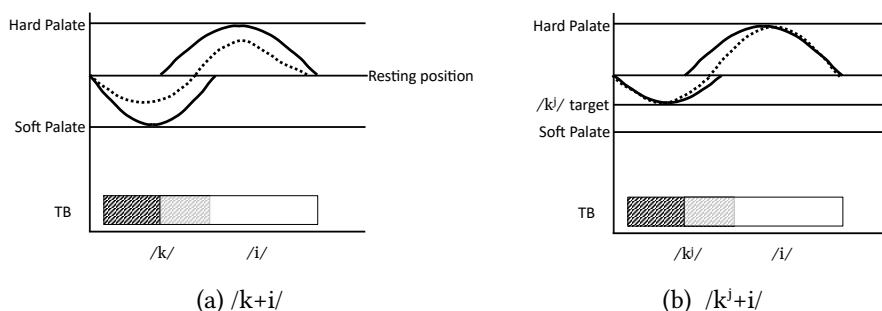 Hard Palate
Resting position
Soft Palate
TB
/k/ /i/
(a) /k+i/
Hard Palate
/kʲ/ target
Soft Palate
TB
/kʲ/ /i/
(b) /kʲ+i/